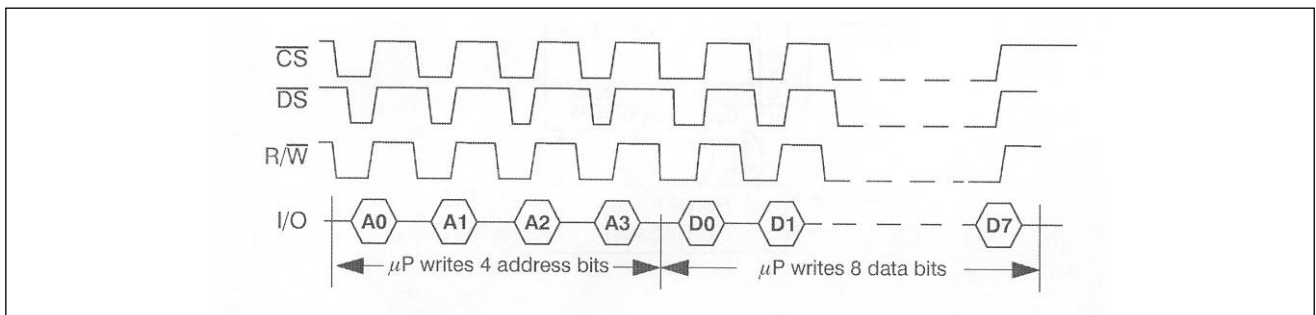 CS
DS
R/W
I/O A0 A1 A2 A3 D0 D1 D7
μP writes 4 address bits μP writes 8 data bits